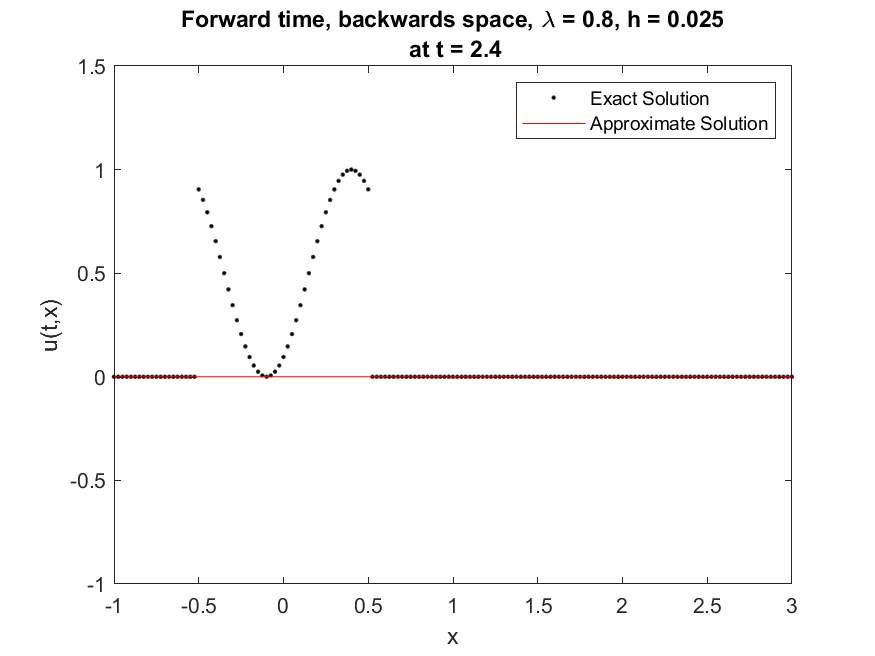 Forward time, backwards space, λ = 0.8, h = 0.025
at t = 2.4
1.5
Exact Solution
Approximate Solution
1
0.5
0
-0.5
-1
u(t,x)
-1 -0.5 0 0.5 1 1.5 2 2.5 3
x